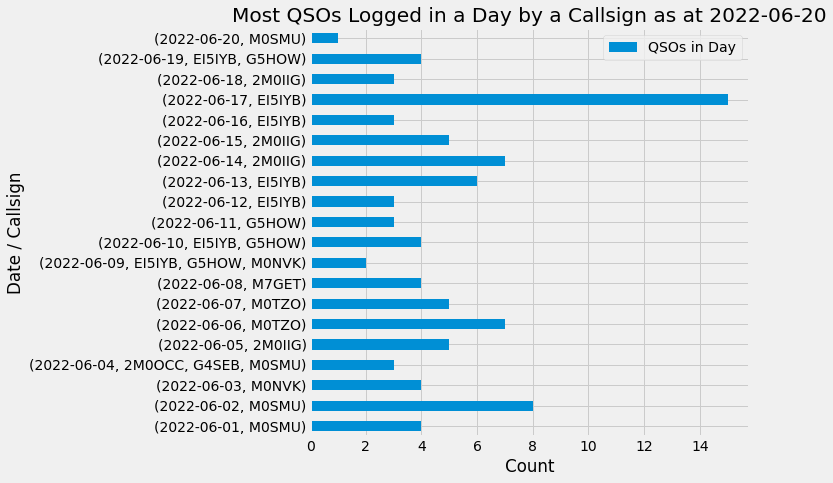 Most QSOs Logged in a Day by a Callsign as at 2022-06-20
QSOs in Day
Date / Callsign
(2022-06-20, M0SMU)
(2022-06-19, EI5IYB, G5HOW)
(2022-06-18, 2M0IIG)
(2022-06-17, EI5IYB)
(2022-06-16, EI5IYB)
(2022-06-15, 2M0IIG)
(2022-06-14, 2M0IIG)
(2022-06-13, EI5IYB)
(2022-06-12, EI5IYB)
(2022-06-11, G5HOW)
(2022-06-10, EI5IYB, G5HOW)
(2022-06-09, EI5IYB, G5HOW, M0NVK)
(2022-06-08, M7GET)
(2022-06-07, M0TZO)
(2022-06-06, M0TZO)
(2022-06-05, 2M0IIG)
(2022-06-04, 2M0OCC, G4SEB, M0SMU)
(2022-06-03, M0NVK)
(2022-06-02, M0SMU)
(2022-06-01, M0SMU)
0 2 4 6 8 10 12 14
Count